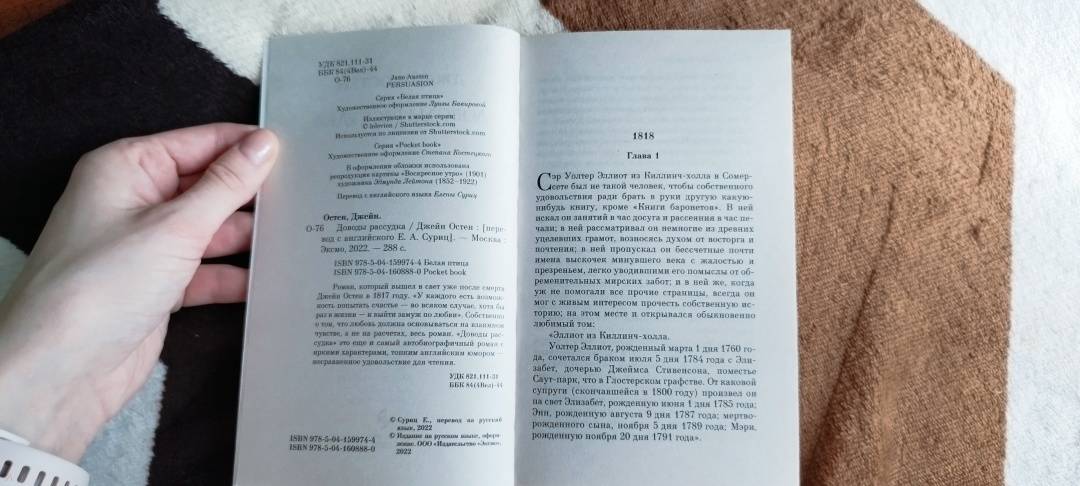 УДК 821.111-31
ББК 84(4Вел)-44
О-76
Jane Austen
PERSUASION
Серия «Белая птица»
Художественное оформление Луизы Бакировой
Иллюстрация в марке серии:
© lelevien / Shutterstock.com
Используется по лицензии от Shutterstock.com
Серия «Pocket book»
Художественное оформление Степана Костецкого
В оформлении обложки использована
репродукция картины «Воскресное утро» (1901)
художника Эдмунда Лейтона (1852–1922)
Перевод с английского языка Елены Суриц
Остен, Джейн.
О-76 Доводы рассудка / Джейн Остен : [пере-
вод с английского Е. А. Суриц]. — Москва :
Эксмо, 2022. — 288 с.
ISBN 978-5-04-159974-4 Белая птица
ISBN 978-5-04-160888-0 Pocket book
Роман, который вышел в свет уже после смерти
Джейн Остен в 1817 году. «У каждого есть возмож-
ность попытать счастье — во всяком случае, хотя бы
раз в жизни — и выйти замуж по любви». Собственно
о том, что любовь должна основываться на взаимном
чувстве, а не на расчетах, весь роман. «Доводы рас-
судка» это еще и самый автобиографичный роман с
яркими характерами, тонким английским юмором —
несравненное удовольствие для чтения.
УДК 821.111-31
ББК 84(4Вел)-44
© Суриц Е., перевод на русский
язык, 2022
© Издание на русском языке, оформ-
ление. ООО «Издательство «Эксмо»,
2022
ISBN 978-5-04-159974-4
ISBN 978-5-04-160888-0
1818
Глава 1
Сэр Уолтер Эллиот из Киллинч-холла в Сомер-
сете был не такой человек, чтобы собственного
удовольствия ради брать в руки другую какую-
нибудь книгу, кроме «Книги баронетов». В ней
искал он занятий в час досуга и рассеяния в час пе-
чали; в ней рассматривал он немногие из древних
уцелевших грамот, возносясь духом от восторга и
почтения; в ней пропускал он бессчетные почти
имена выскочек минувшего века с жалостью и
презреньем, легко уводившими его помыслы от об-
ременительных мирских забот; и в ней же, когда
уж не помогали все прочие страницы, всегда он
мог с живым интересом прочесть собственную ис-
торию; на этом месте и открывался обыкновенно
любимый том:
«Эллиот из Киллинч-холла.
Уолтер Эллиот, рожденный марта 1 дня 1760 го-
да, сочетался браком июля 5 дня 1784 года с Эли-
забет, дочерью Джеймса Стивенсона, поместье
Саут-парк, что в Глостерском графстве. От каковой
супруги (скончавшейся в 1800 году) произвел он
на свет Элизабет, рожденную июня 1 дня 1785 года;
Энн, рожденную августа 9 дня 1787 года; мертво-
рожденного сына, ноября 5 дня 1789 года; Мэри,
рожденную ноября 20 дня 1791 года».